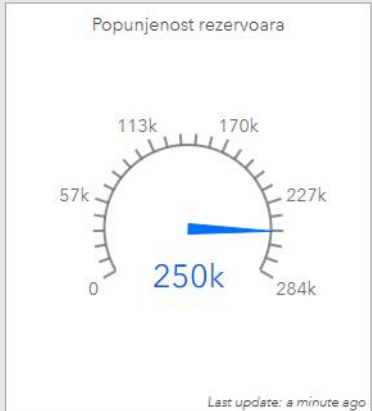 Popunjenost rezervoara
113k
170k
57k
227k
250k
0
284k
Last update: a minute ago